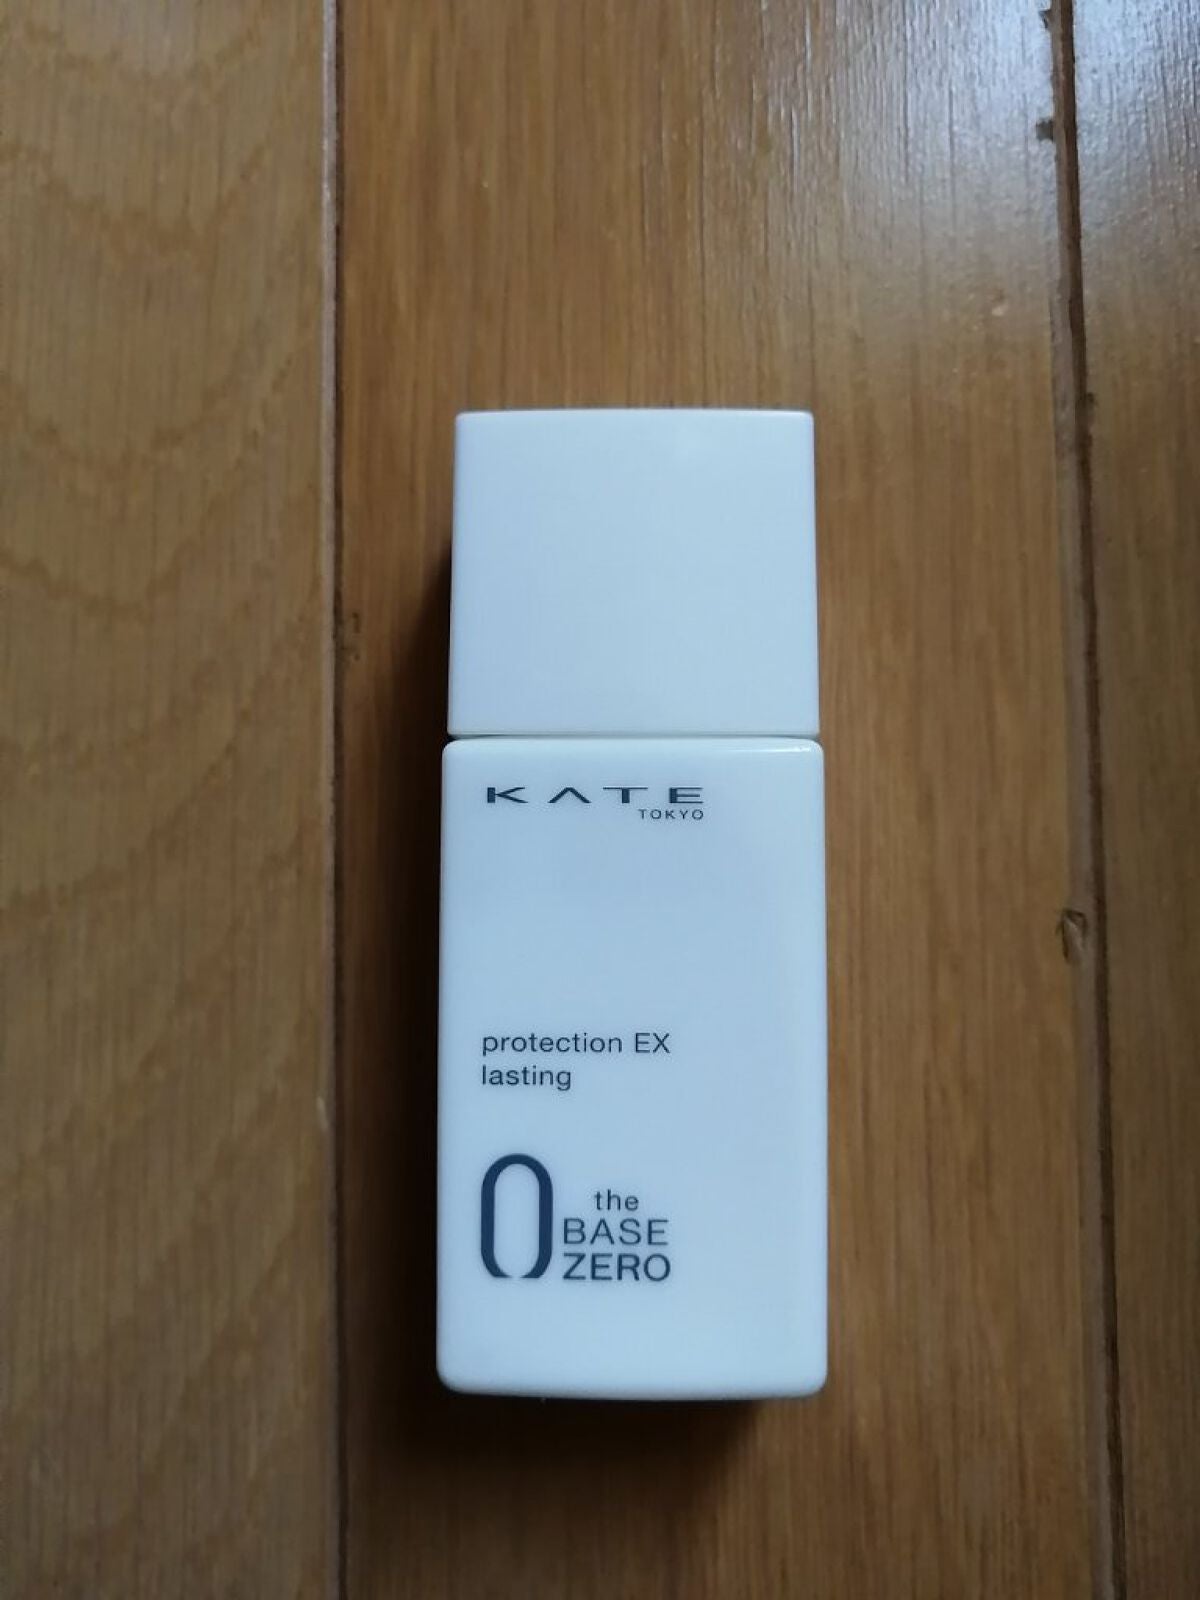 KATE
TOKYO
protection EX
lasting
0 the
BASE
ZERO